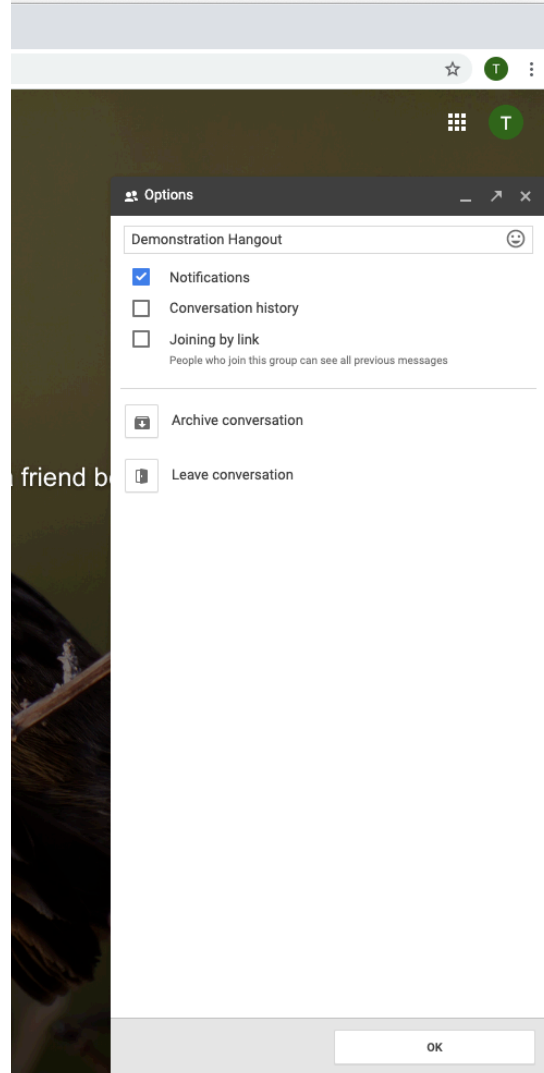 T
T
Options
Demonstration Hangout
Notifications
Conversation history
Joining by link
People who join this group can see all previous messages
Archive conversation
friend
Leave conversation
OK